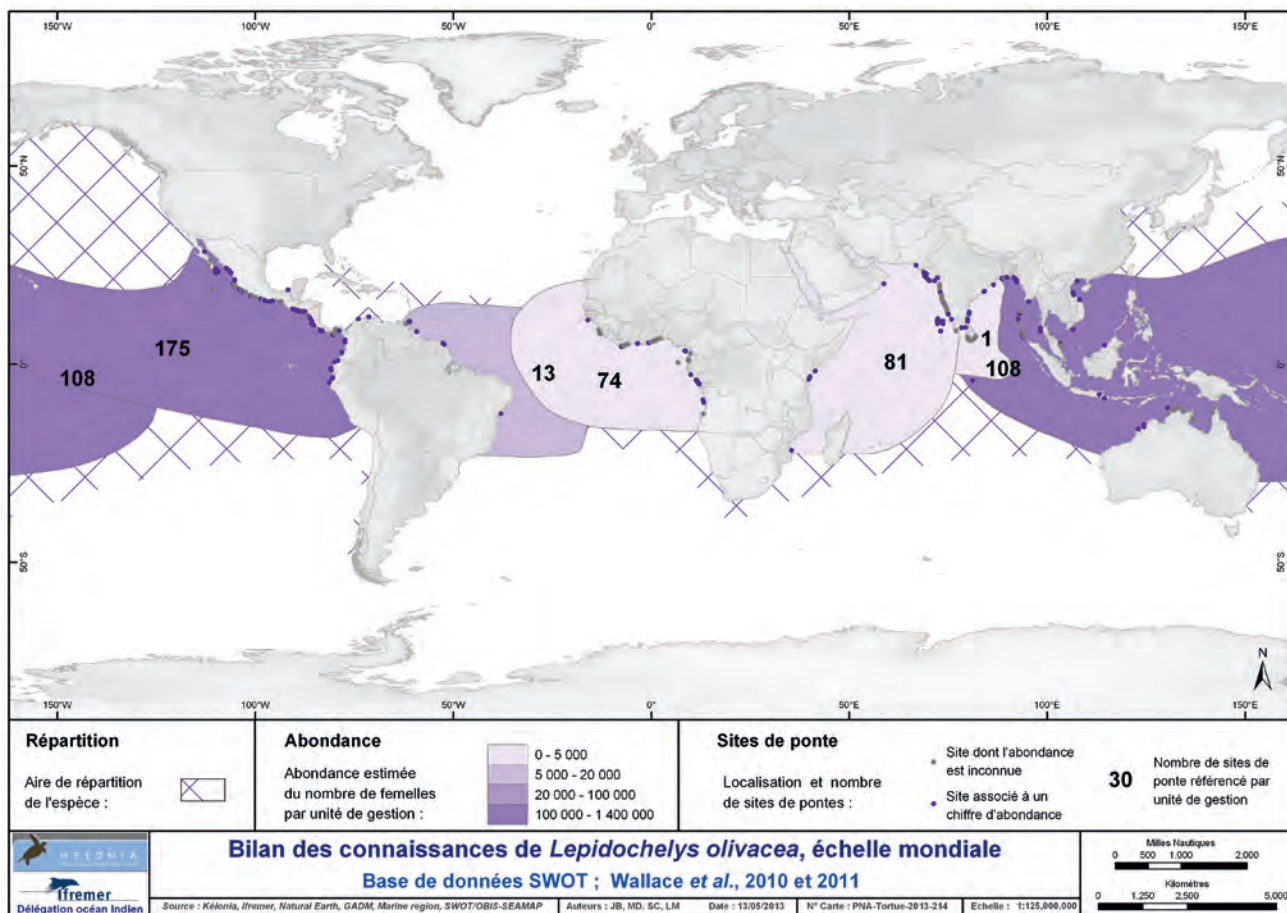 150°W 100°W 50°W 0° 50°E 100°E 150°E
50°N 50°N
175
108
13
74
81
1
108
0° 0°
50°S 50°S
N
150°W 100°W 50°W 0° 50°E 100°E 150°E
Répartition
Aire de répartition
de l'espèce :
Abondance
Abondance estimée
du nombre de femelles
par unité de gestion :
0 - 5 000
5 000 - 20 000
20 000 - 100 000
100 000 - 1 400 000
Sites de ponte
Localisation et nombre
de sites de pontes :
Site dont l'abondance
est inconnue
Site associé à un
chiffre d'abondance
30
Nombre de sites de
ponte référencé par
unité de gestion
KELONIA
Ifremer
Délégation océan Indien
Bilan des connaissances de Lepidochelys olivacea, échelle mondiale
Base de données SWOT ; Wallace et al., 2010 et 2011
Source : Kélonia, Ifremer, Natural Earth, GADM, Marine region, SWOT/OBIS-SEAMAP
Auteurs : JB, MD, SC, LM
Date : 13/05/2013
N° Carte : PNA-Tortue-2013-214
Echelle : 1:125,000,000
Milles Nautiques
0 500 1.000 2.000
Kilomètres
0 1.250 2.500 5.000